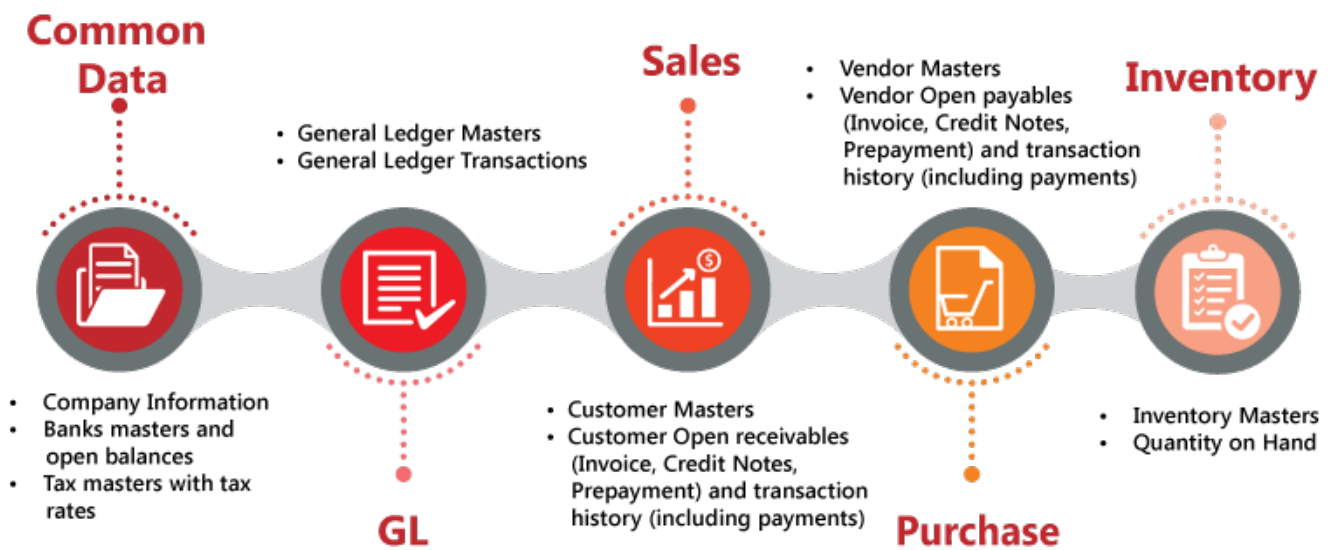 Common
Data
• Company Information
• Banks masters and
open balances
• Tax masters with tax
rates
• General Ledger Masters
• General Ledger Transactions
GL
Sales
$
• Customer Masters
• Customer Open receivables
(Invoice, Credit Notes,
Prepayment) and transaction
history (including payments)
• Vendor Masters
• Vendor Open payables
(Invoice, Credit Notes,
Prepayment) and transaction
history (including payments)
Purchase
Inventory
• Inventory Masters
• Quantity on Hand